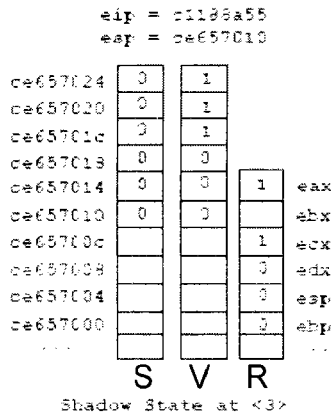 eip = c1198a55
esp = ce657010
ce657024 0 1
ce657020 0 1
ce65701c 0 1
ce657018 0 0
ce657014 0 0 1 eax
ce657010 0 0 ebx
ce65700c 1 ecx
ce657008 0 edx
ce657004 0 esp
ce657000 0 ebp
... ..
S V R
Shadow State at <3>